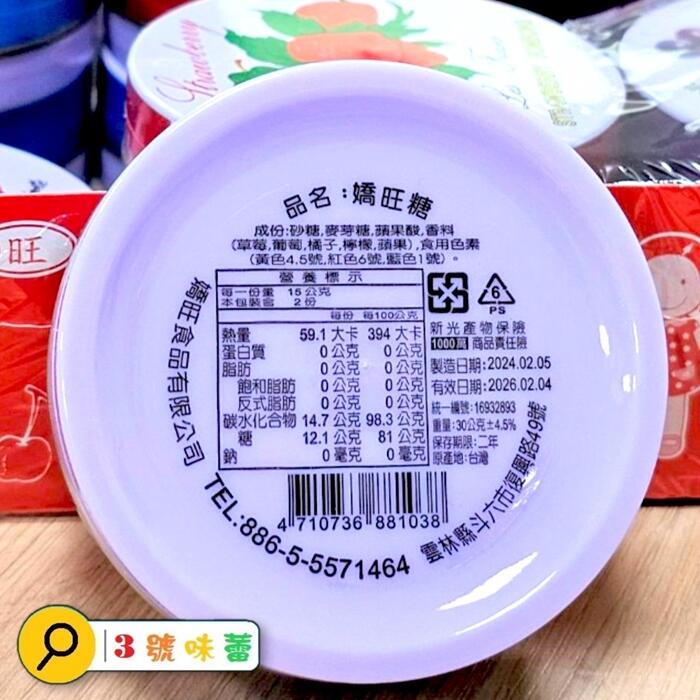 Strawberry
旺
品名：嬌旺糖
成份:砂糖,麥芽糖,蘋果酸,香料
(草莓,葡萄,橘子,檸檬,蘋果),食用色素
(黃色4.5號,紅色6號,藍色1號)。
營養標示
每一份量 15公克
本包裝含 2份
每份 每100公克
熱量 59.1 大卡 394 大卡
蛋白質 0 公克 0 公克
脂肪 0 公克 0 公克
飽和脂肪 0 公克 0 公克
反式脂肪 0 公克 0 公克
碳水化合物 14.7 公克 98.3 公克
糖 12.1 公克 81 公克
鈉 0 毫克 0 毫克
6
PS
新光產物保險
1000萬 商品責任險
製造日期:2024.02.05
有效日期:2026.02.04
統一編號:16932893
重量:30公克±4.5%
保存期限:二年
原產地:台灣
4 710736 881038
嬌旺食品有限公司 TEL:886-5-5571464 雲林縣斗六市復興路49號
3號味蕾